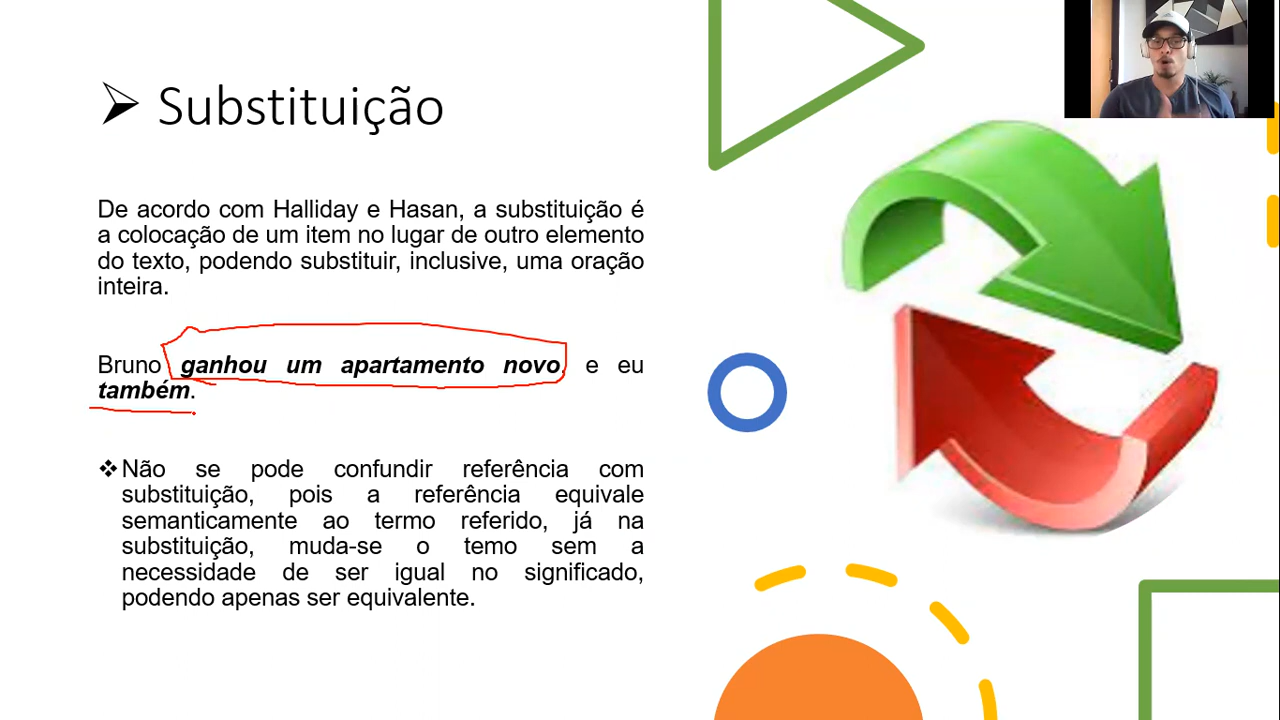 Substituição
De acordo com Halliday e Hasan, a substituição é
a colocação de um item no lugar de outro elemento
do texto, podendo substituir, inclusive, uma oração
inteira.
Bruno ganhou um apartamento novo, e eu
também.
Não se pode confundir referência com
substituição, pois a referência equivale
semanticamente ao termo referido, já na
substituição, muda-se o temo sem a
necessidade de ser igual no significado,
podendo apenas ser equivalente.